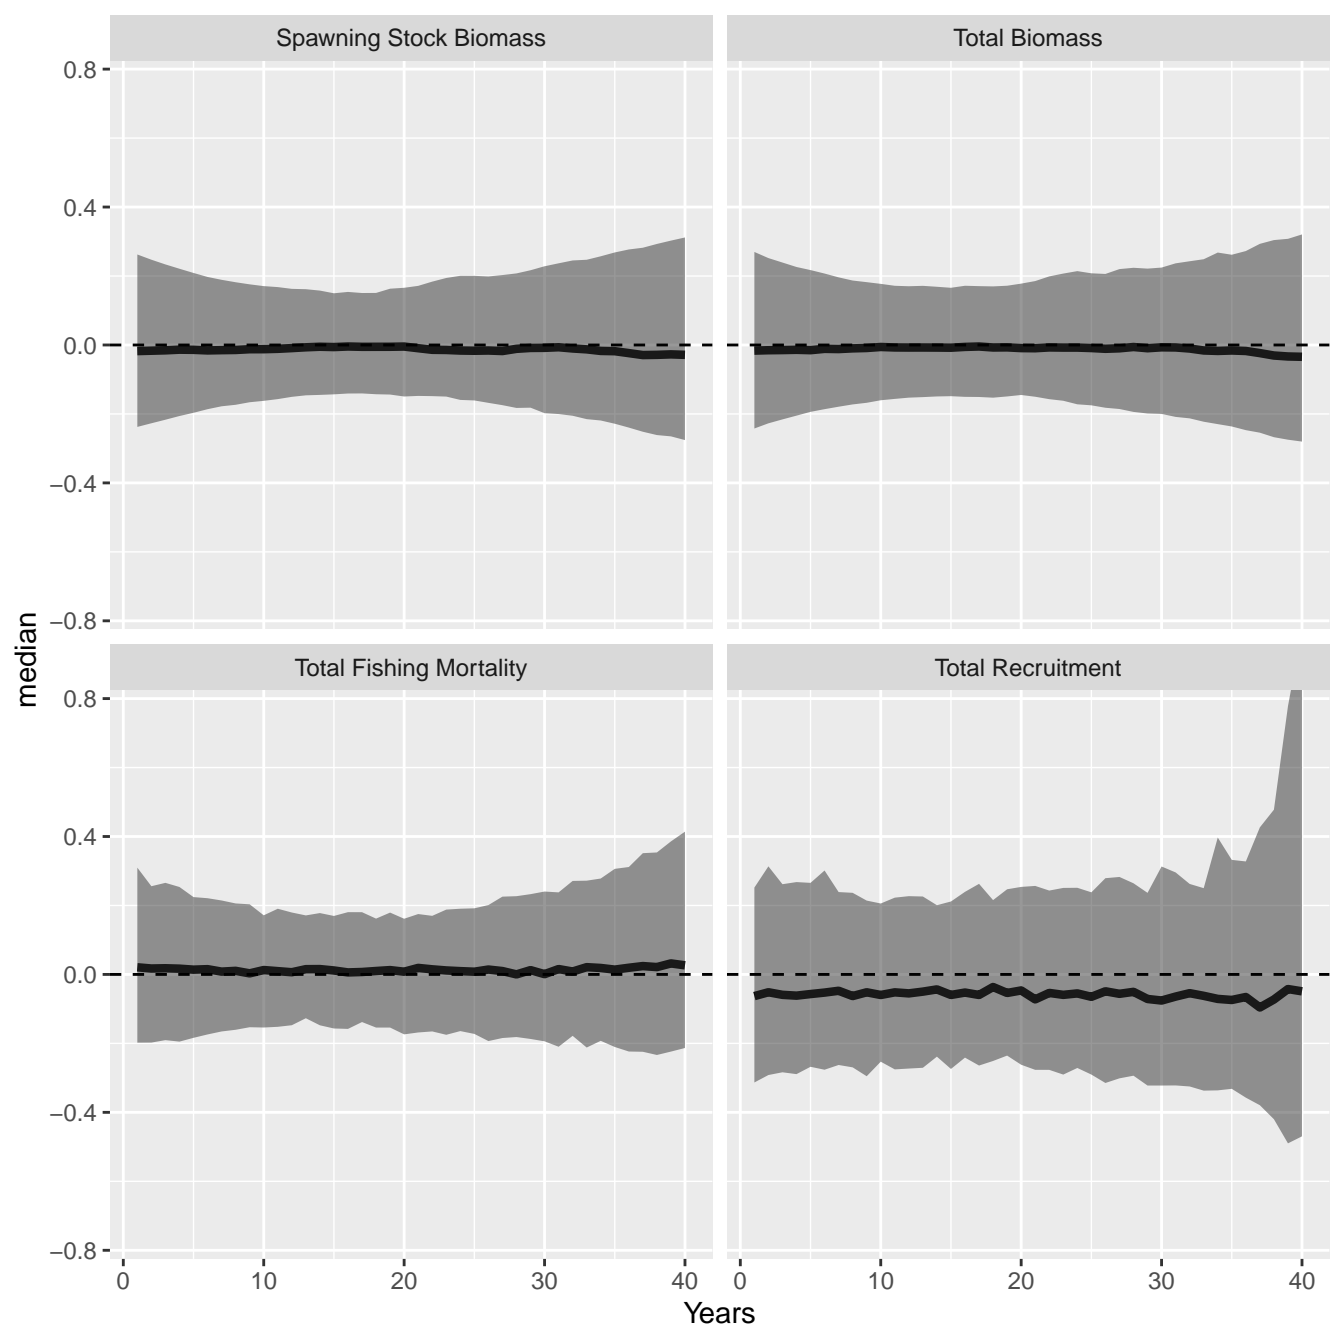 Spawning Stock Biomass
Total Biomass
0.8
0.4
0.0
−0.4
−0.8
median
Total Fishing Mortality
Total Recruitment
0.8
0.4
0.0
−0.4
−0.8
0 10 20 30 40
0 10 20 30 40
Years